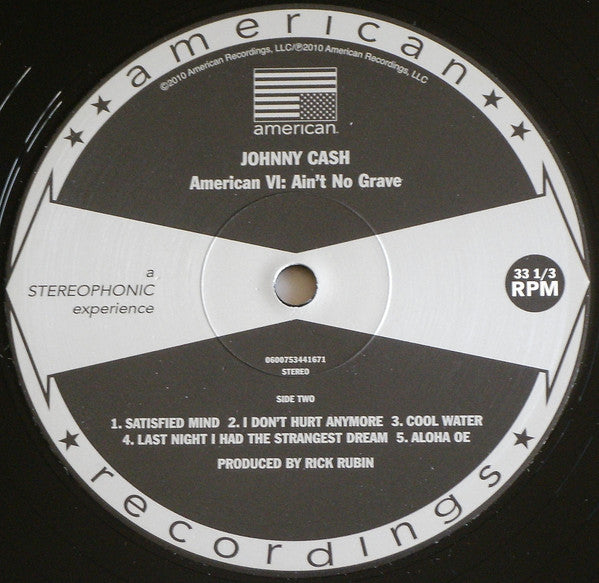 american
©2010 American Recordings, LLC/℗2010 American Recordings, LLC
american™
JOHNNY CASH
American VI: Ain't No Grave
a
STEREOPHONIC
experience
33 1/3
RPM
0600753441671
STEREO
SIDE TWO
1. SATISFIED MIND 2. I DON'T HURT ANYMORE 3. COOL WATER
4. LAST NIGHT I HAD THE STRANGEST DREAM 5. ALOHA OE
PRODUCED BY RICK RUBIN
recordings